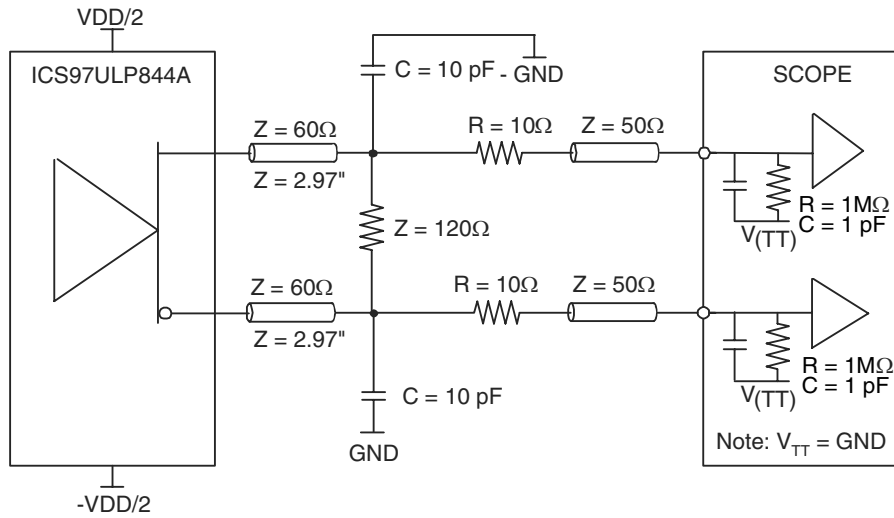 VDD/2
ICS97ULP844A
C = 10 pF
- GND
SCOPE
Z = 60Ω
Z = 2.97"
R = 10Ω
Z = 50Ω
R = 1MΩ
C = 1 pF
V(TT)
Z = 120Ω
Z = 60Ω
Z = 2.97"
R = 10Ω
Z = 50Ω
R = 1MΩ
C = 1 pF
V(TT)
C = 10 pF
GND
Note: VTT = GND
-VDD/2